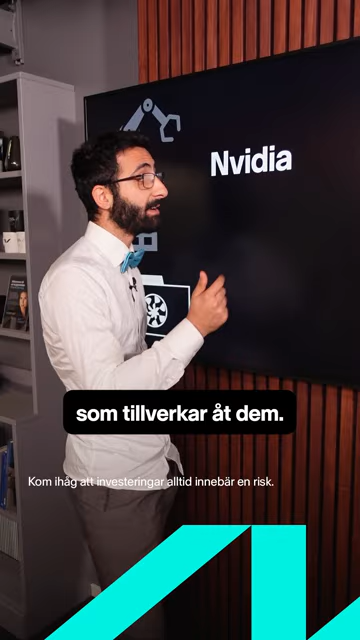 Nvidia
som tillverkar åt dem.
Kom ihåg att investeringar alltid innebär en risk.